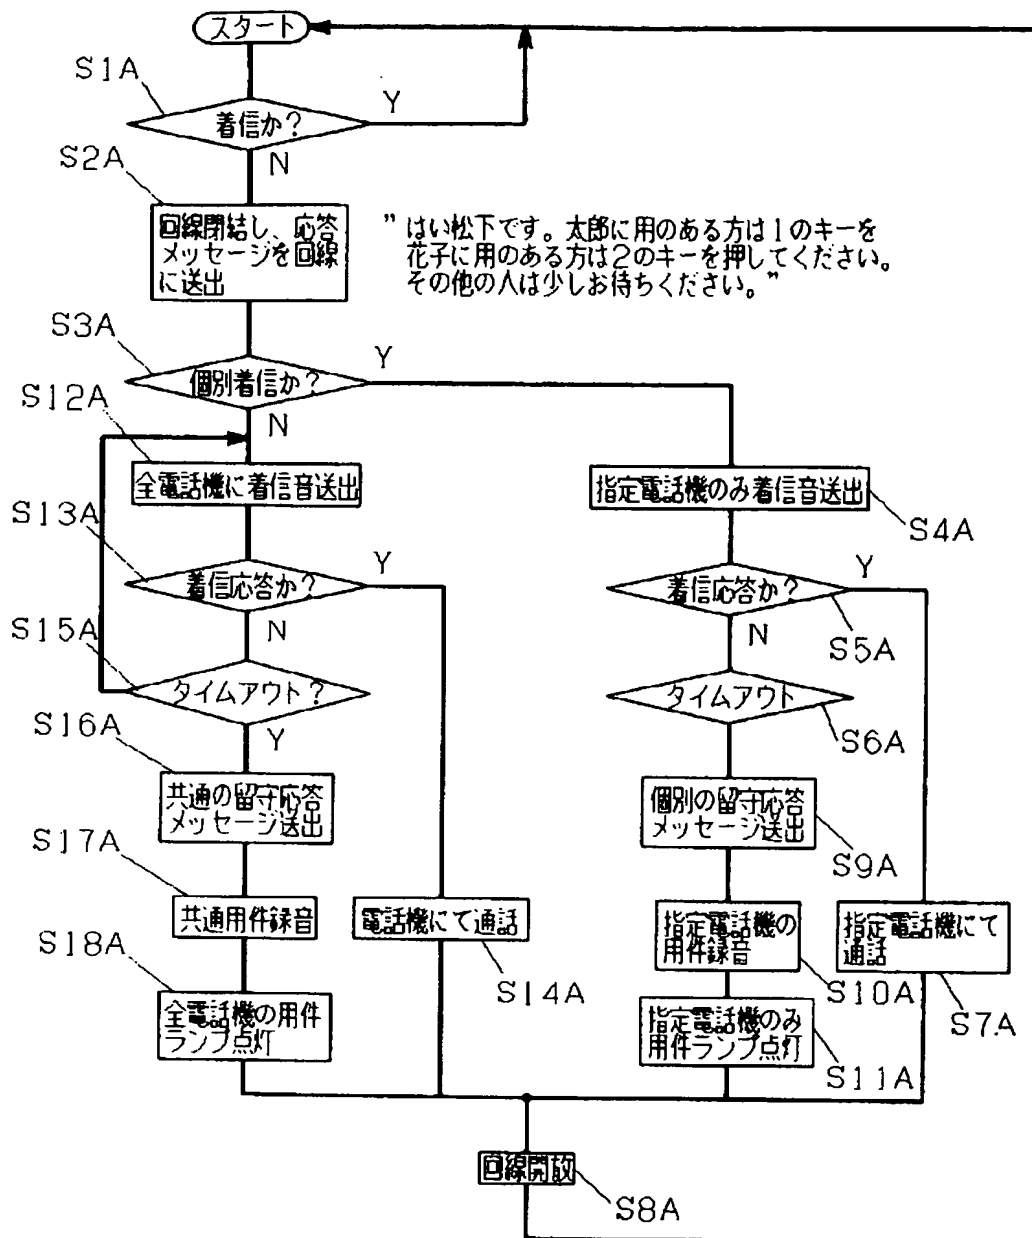 スタート
S1A
Y
着信か?
N
S2A
回線閉結し、応答
メッセージを回線
に送出
”はい松下です。太郎に用のある方は1のキーを
花子に用のある方は2のキーを押してください。
その他の人は少しお待ちください。”
S3A
Y
個別着信か?
N
S12A
全電話機に着信音送出
指定電話機のみ着信音送出
S4A
S13A
Y
着信応答か?
N
Y
着信応答か?
N
S5A
S15A
タイムアウト?
Y
タイムアウト
S6A
S16A
共通の留守応答
メッセージ送出
個別の留守応答
メッセージ送出
S9A
S17A
共通用件録音
電話機にて通話
S14A
指定電話機の
用件録音
S10A
指定電話機にて
通話
S7A
S18A
全電話機の用件
ランプ点灯
指定電話機のみ
用件ランプ点灯
S11A
回線開放
S8A